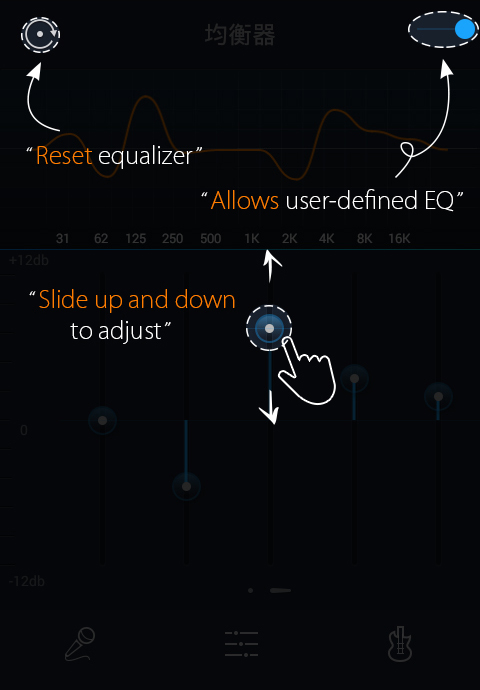 均衡器
“Reset equalizer”
“Allows user-defined EQ”
31 62 125 250 500 1K 2K 4K 8K 16K
+12db
“Slide up and down
to adjust”
0
-12db